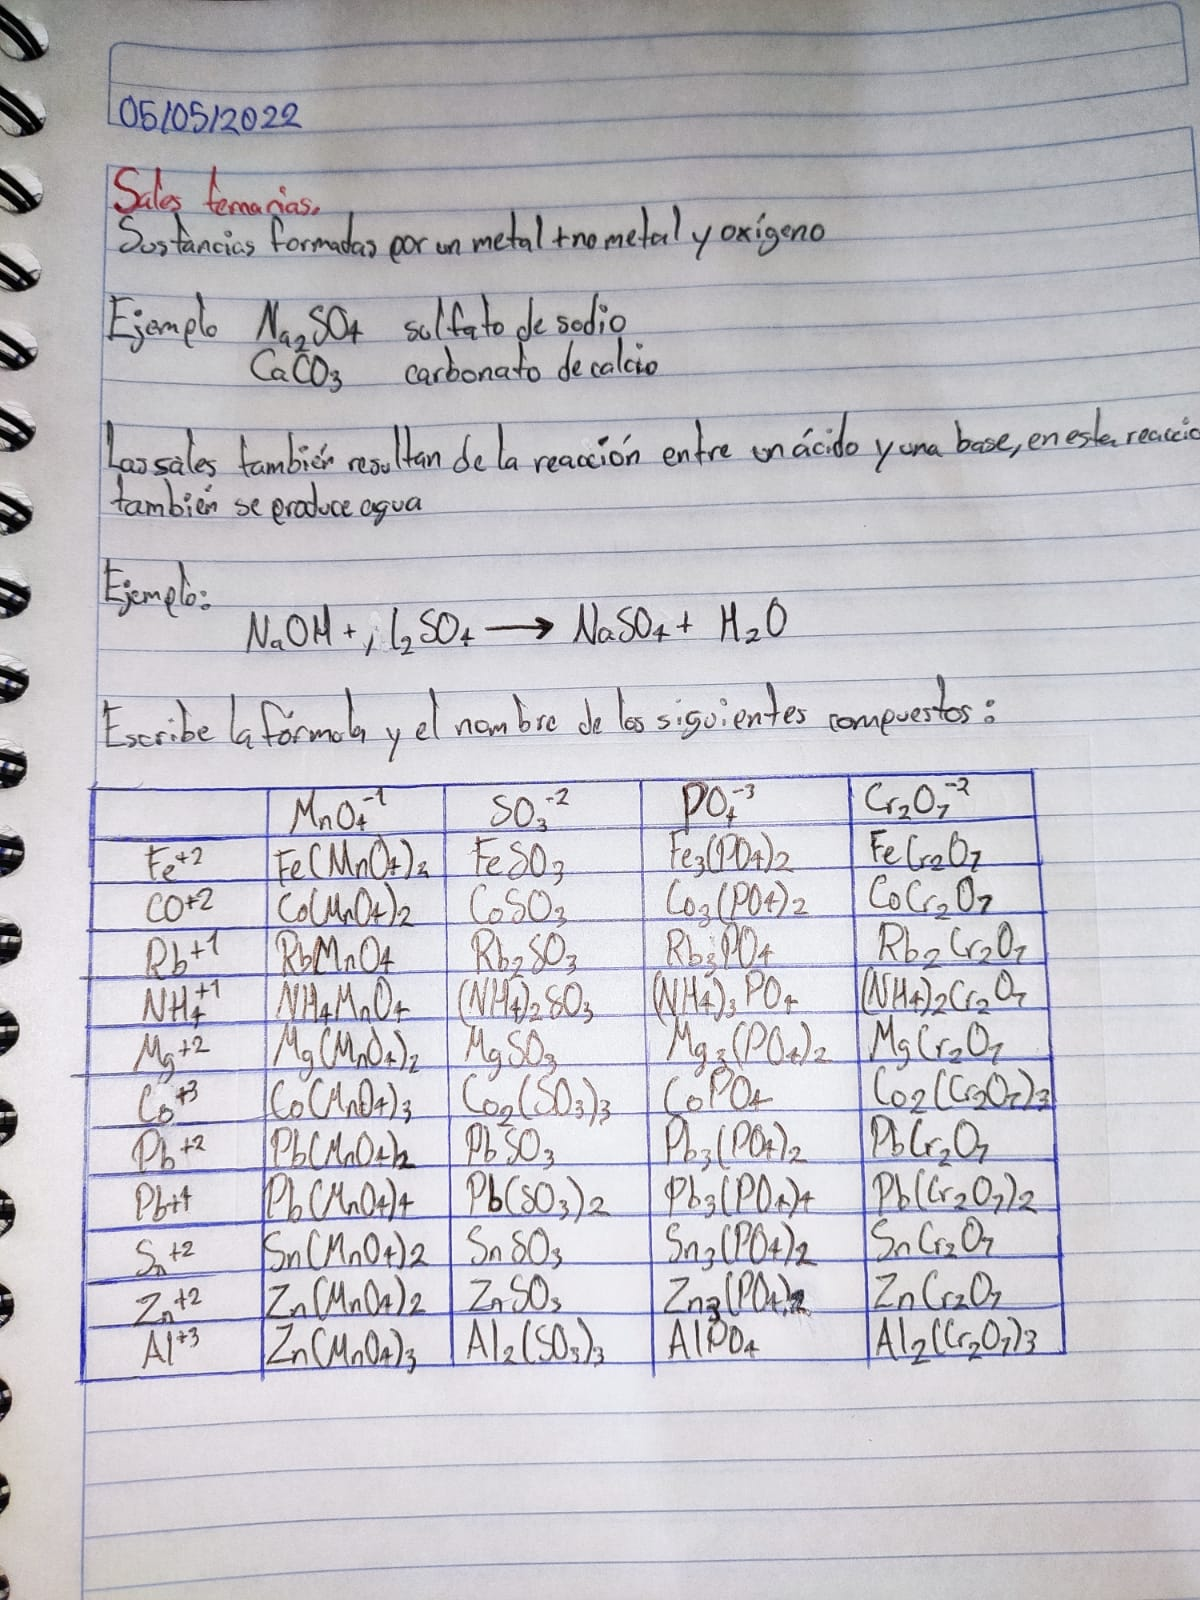 05/05/2022
Sales ternarias.
Sustancias formadas por un metal + no metal y oxígeno
Ejemplo Na₂SO₄ sulfato de sodio
CaCO₃ carbonato de calcio
Las sales también resultan de la reacción entre un ácido y una base, en esta reacció
también se produce agua
Ejemplo:
NaOH + , l₂SO₄ → NaSO₄ + H₂O
Escribe la fórmula y el nombre de los siguientes compuestos:
MnO₄⁻¹ SO₃⁻² PO₄⁻³ Cr₂O₇⁻²
Fe⁺² Fe(MnO₄)₂ FeSO₃ Fe₃(PO₄)₂ FeCr₂O₇
CO⁺² Co(MnO₄)₂ CoSO₃ Co₃(PO₄)₂ CoCr₂O₇
Rb⁺¹ RbMnO₄ Rb₂SO₃ Rb₃PO₄ Rb₂Cr₂O₇
NH₄⁺¹ NH₄MnO₄ (NH₄)₂SO₃ (NH₄)₃PO₄ (NH₄)₂Cr₂O₇
Mg⁺² Mg(MnO₄)₂ MgSO₃ Mg₃(PO₄)₂ MgCr₂O₇
Co⁺³ Co(MnO₄)₃ Co₂(SO₃)₃ CoPO₄ Co₂(Cr₂O₇)₃
Pb⁺² Pb(MnO₄)₂ PbSO₃ Pb₃(PO₄)₂ PbCr₂O₇
Pb⁺⁴ Pb(MnO₄)₄ Pb(SO₃)₂ Pb₃(PO₄)₄ Pb(Cr₂O₇)₂
Sn⁺² Sn(MnO₄)₂ SnSO₃ Sn₃(PO₄)₂ SnCr₂O₇
Zn⁺² Zn(MnO₄)₂ ZnSO₃ Zn₃(PO₄)₂ ZnCr₂O₇
Al⁺³ Zn(MnO₄)₃ Al₂(SO₃)₃ AlPO₄ Al₂(Cr₂O₇)₃